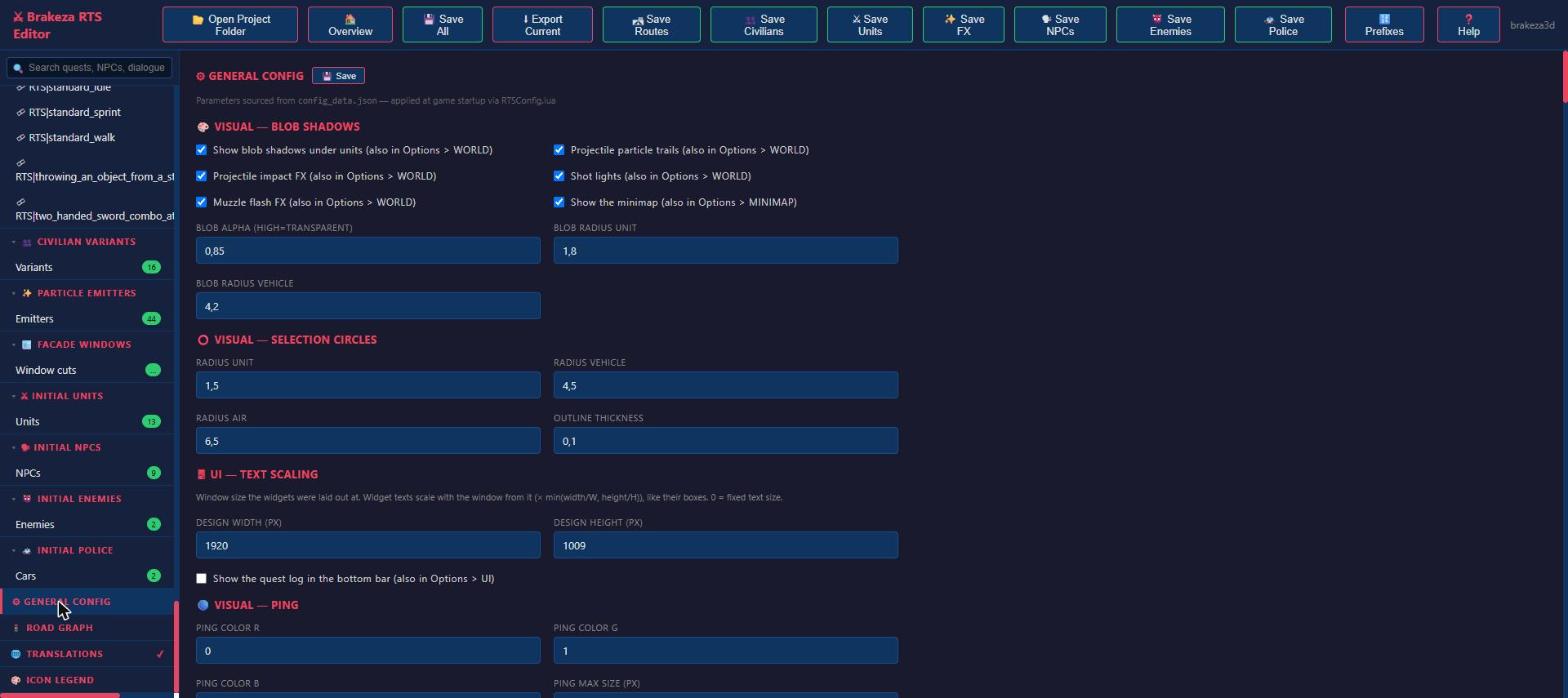 Brakeza RTS Editor
Open Project Folder
Overview
Save All
Export Current
Save Routes
Save Civilians
Save Units
Save FX
Save NPCs
Save Enemies
Save Police
Prefixes
Help
brakeza3d
Search quests, NPCs, dialogue
RTS|standard_idle
RTS|standard_sprint
RTS|standard_walk
RTS|throwing_an_object_from_a_st
RTS|two_handed_sword_combo_at
CIVILIAN VARIANTS
Variants 16
PARTICLE EMITTERS
Emitters 44
FACADE WINDOWS
Window cuts ...
INITIAL UNITS
Units 13
INITIAL NPCS
NPCs 9
INITIAL ENEMIES
Enemies 2
INITIAL POLICE
Cars 2
GENERAL CONFIG
ROAD GRAPH
TRANSLATIONS
ICON LEGEND
GENERAL CONFIG Save
Parameters sourced from config_data.json — applied at game startup via RTSConfig.lua
VISUAL — BLOB SHADOWS
Show blob shadows under units (also in Options > WORLD)
Projectile particle trails (also in Options > WORLD)
Projectile impact FX (also in Options > WORLD)
Shot lights (also in Options > WORLD)
Muzzle flash FX (also in Options > WORLD)
Show the minimap (also in Options > MINIMAP)
BLOB ALPHA (HIGH=TRANSPARENT)
0,85
BLOB RADIUS UNIT
1,8
BLOB RADIUS VEHICLE
4,2
VISUAL — SELECTION CIRCLES
RADIUS UNIT
1,5
RADIUS VEHICLE
4,5
RADIUS AIR
6,5
OUTLINE THICKNESS
0,1
UI — TEXT SCALING
Window size the widgets were laid out at. Widget texts scale with the window from it (× min(width/W, height/H)), like their boxes. 0 = fixed text size.
DESIGN WIDTH (PX)
1920
DESIGN HEIGHT (PX)
1009
Show the quest log in the bottom bar (also in Options > UI)
VISUAL — PING
PING COLOR R
0
PING COLOR G
1
PING COLOR B
PING MAX SIZE (PX)